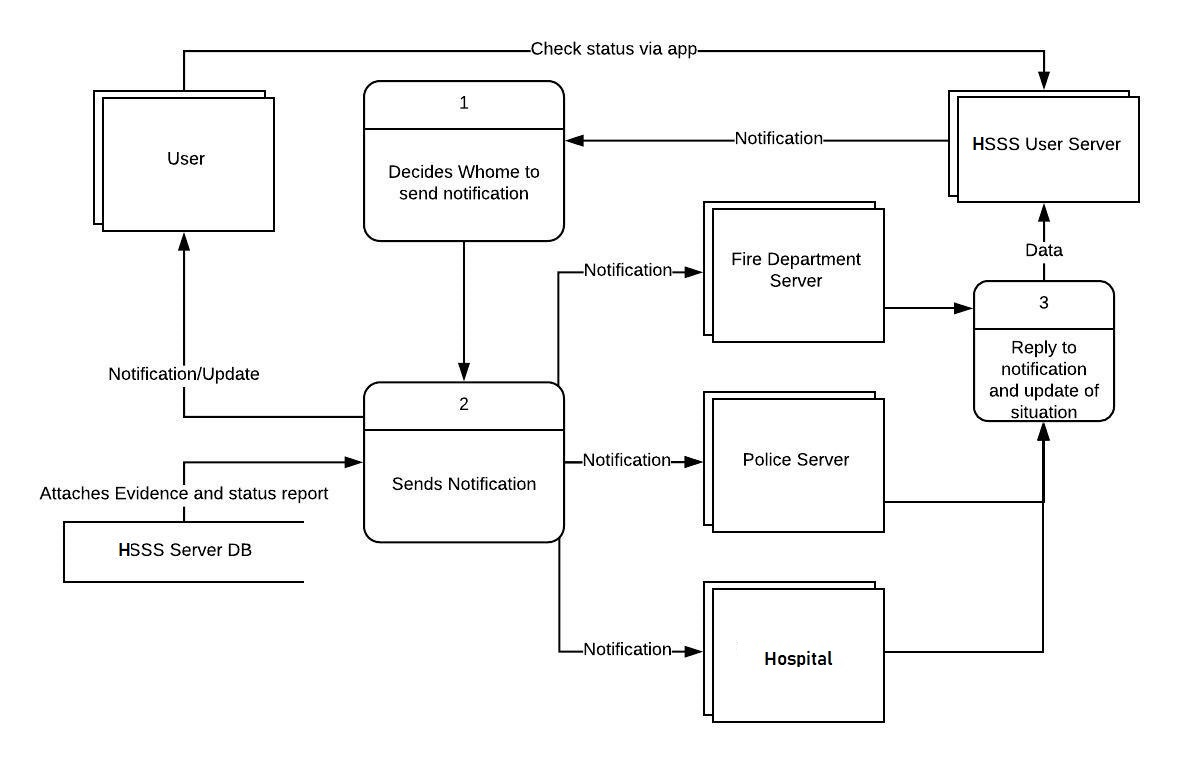 Check status via app
User
1
Decides Whome to
send notification
Notification
HSSS User Server
Notification
Fire Department
Server
Data
3
Reply to
notification
and update of
situation
Notification/Update
2
Sends Notification
Notification
Police Server
Attaches Evidence and status report
HSSS Server DB
Notification
Hospital